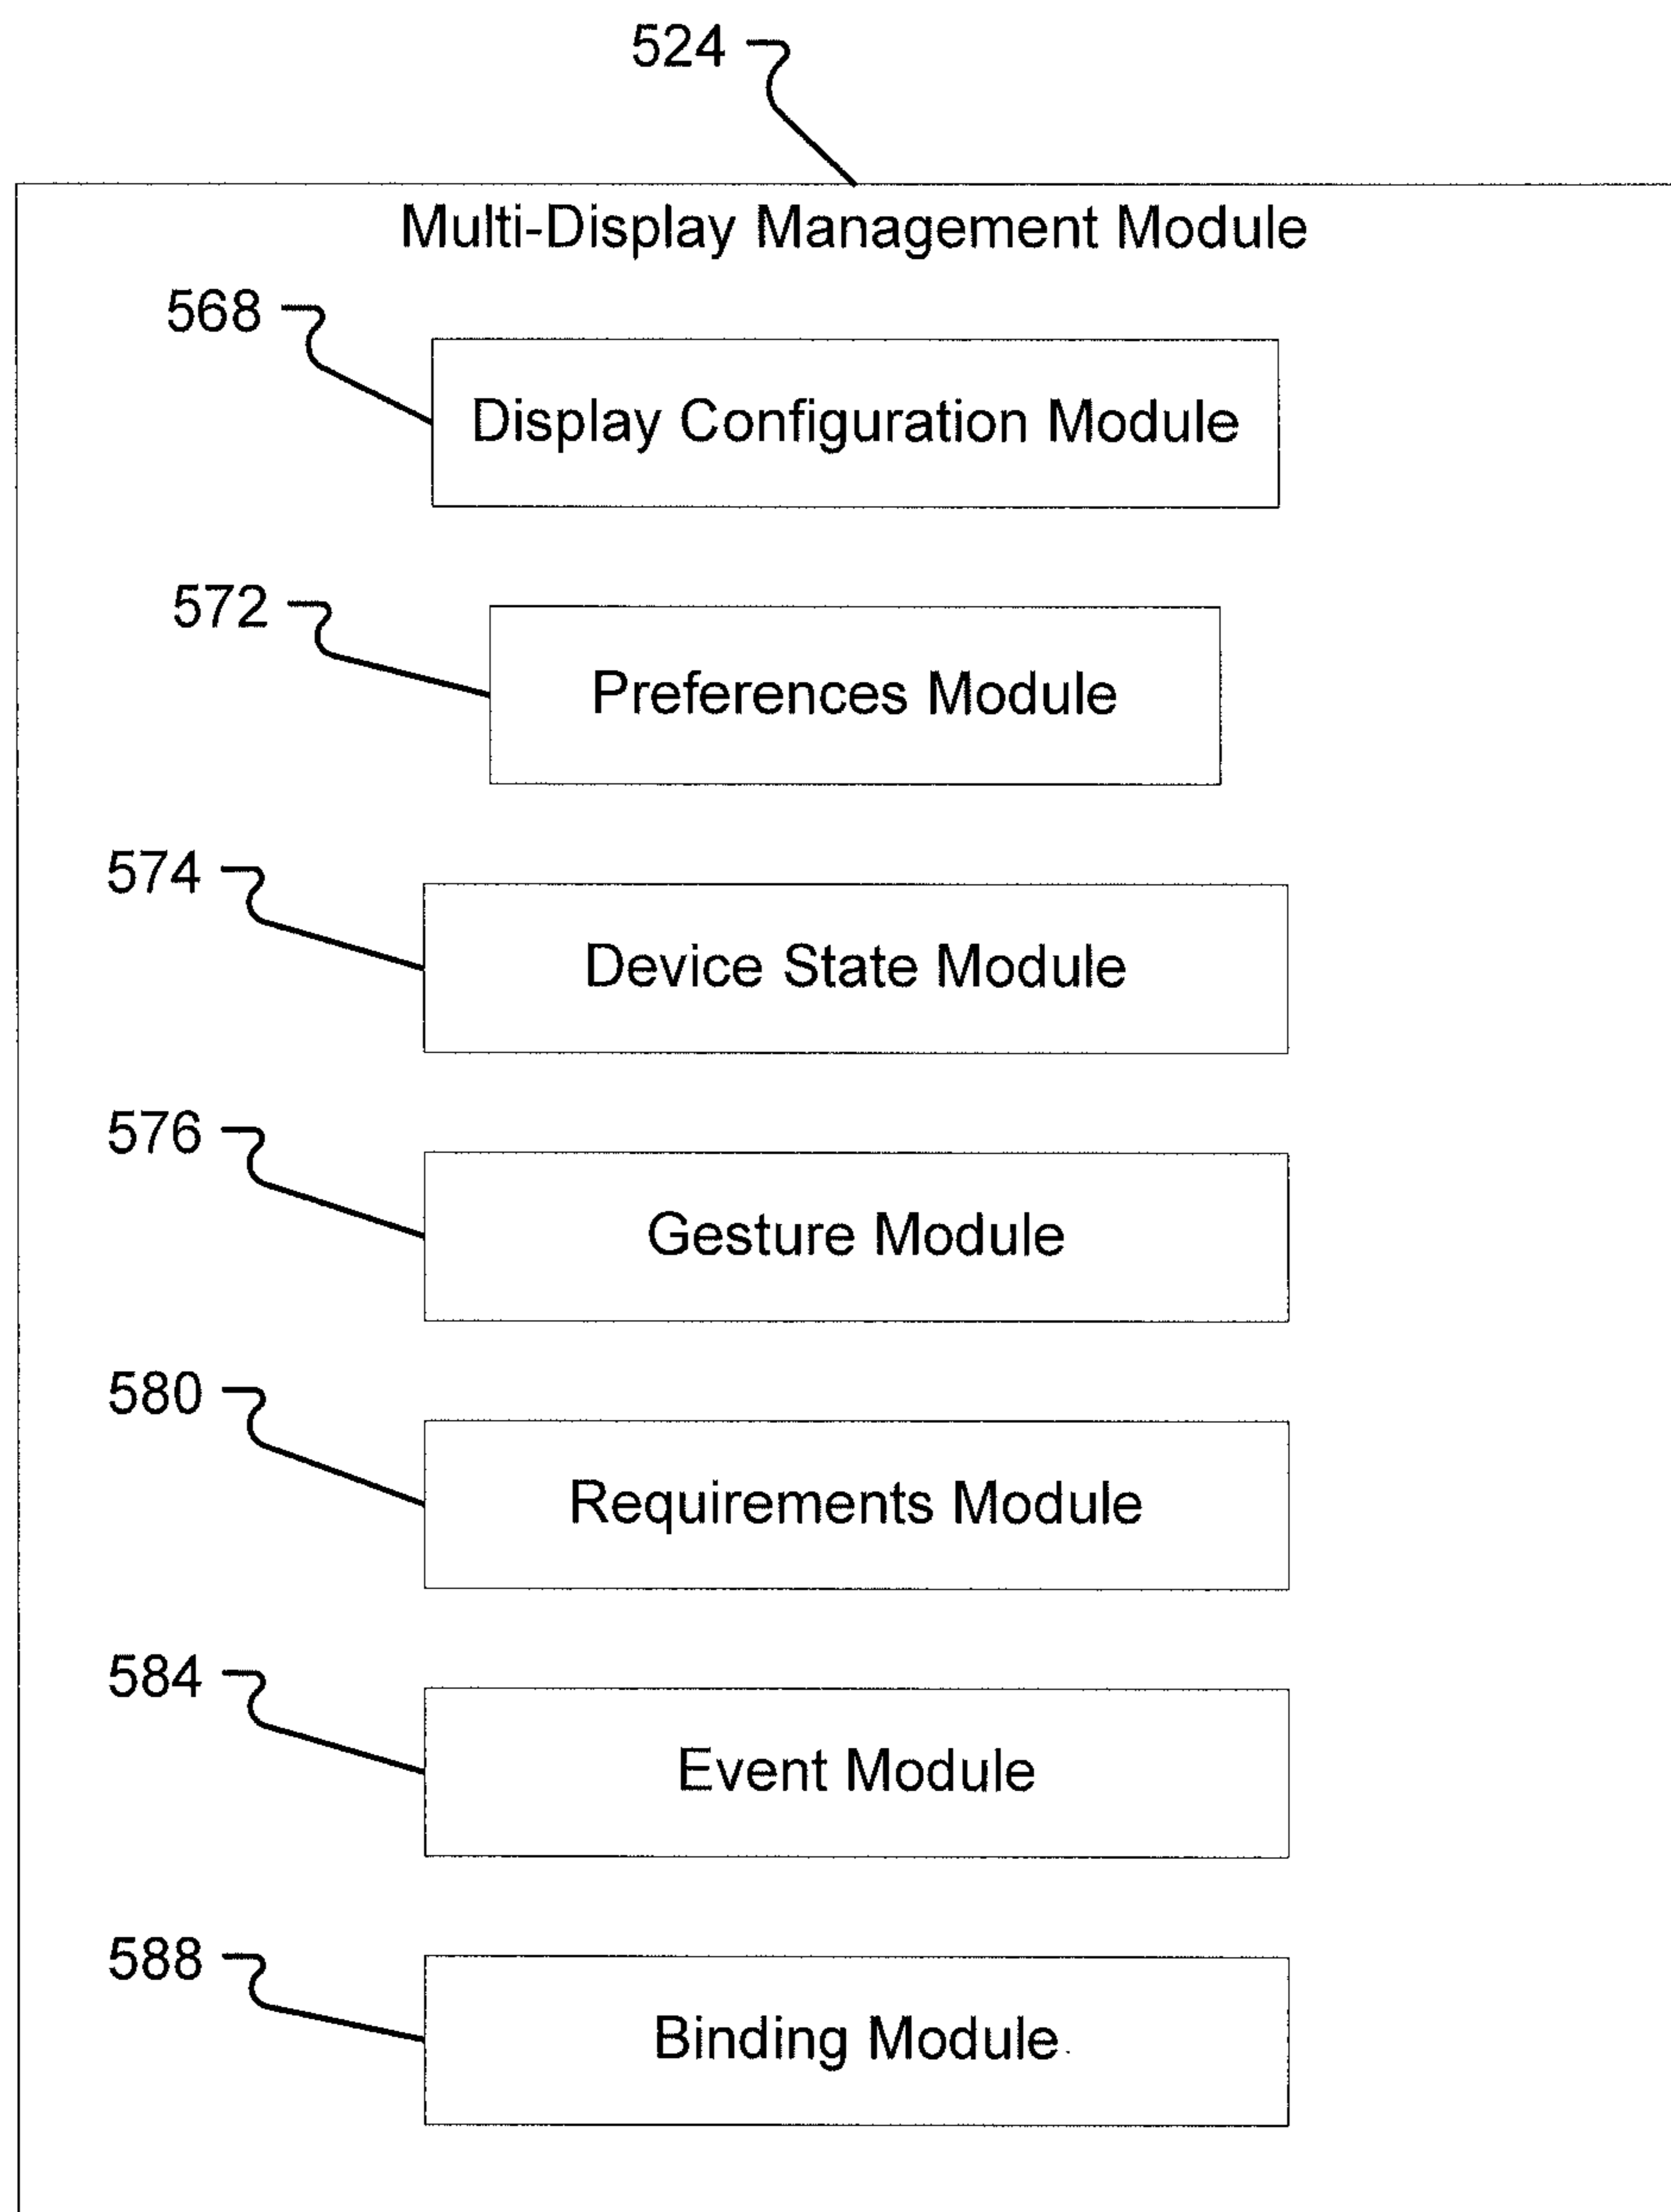 524
Multi-Display Management Module
568
Display Configuration Module
572
Preferences Module
574
Device State Module
576
Gesture Module
580
Requirements Module
584
Event Module
588
Binding Module